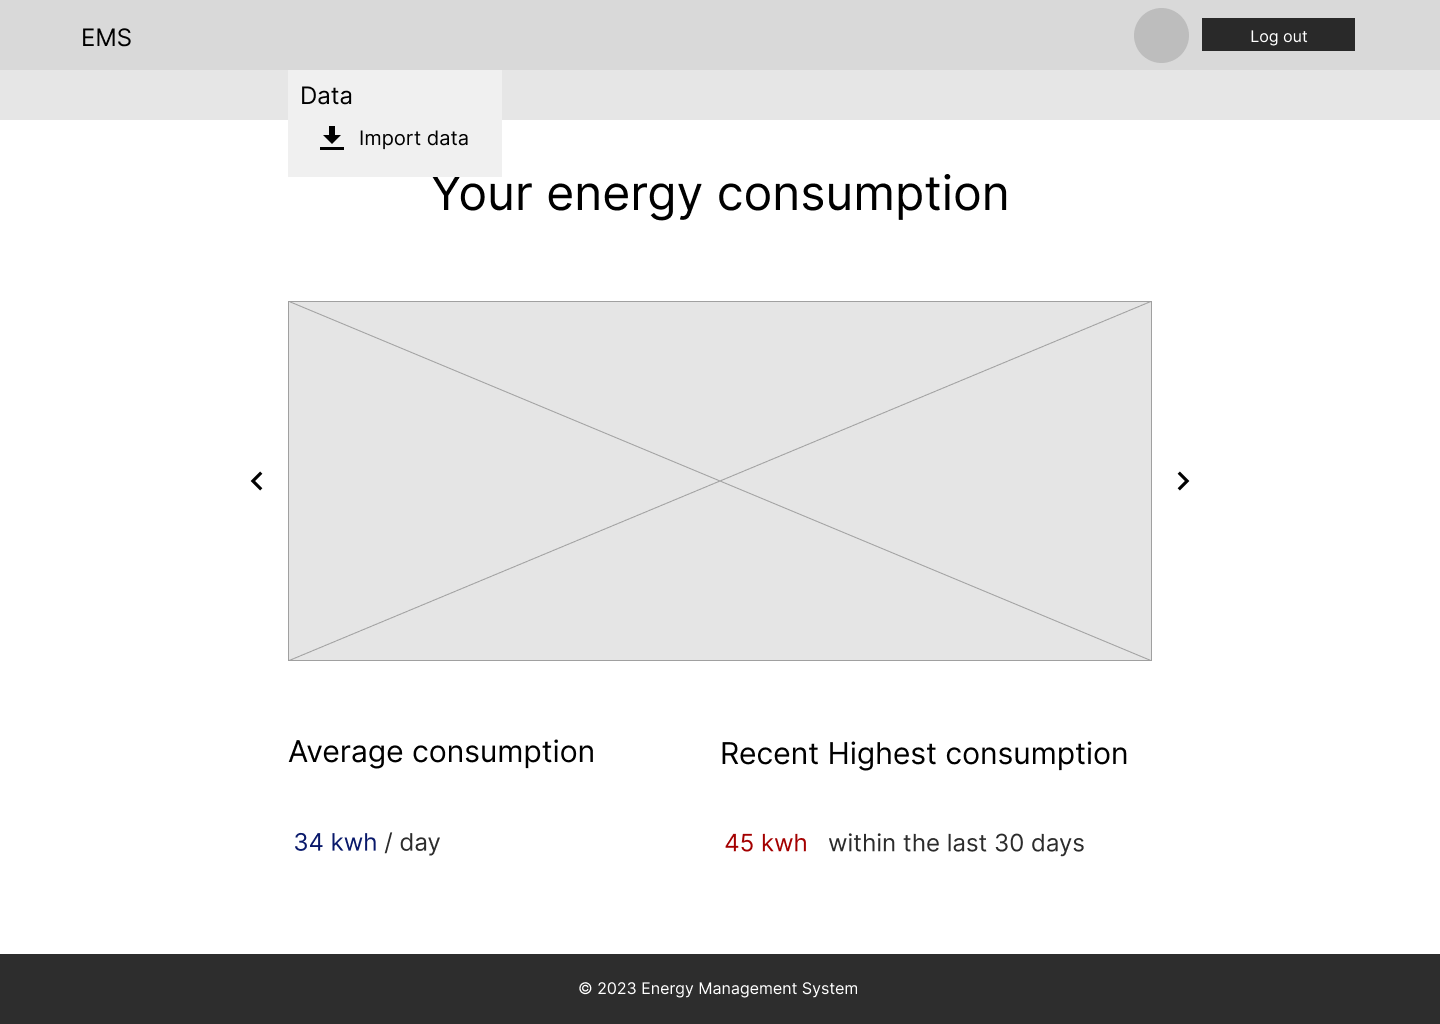 EMS
Log out
Data
Import data
Your energy consumption
Average consumption
Recent Highest consumption
34 kwh / day
45 kwh within the last 30 days
© 2023 Energy Management System